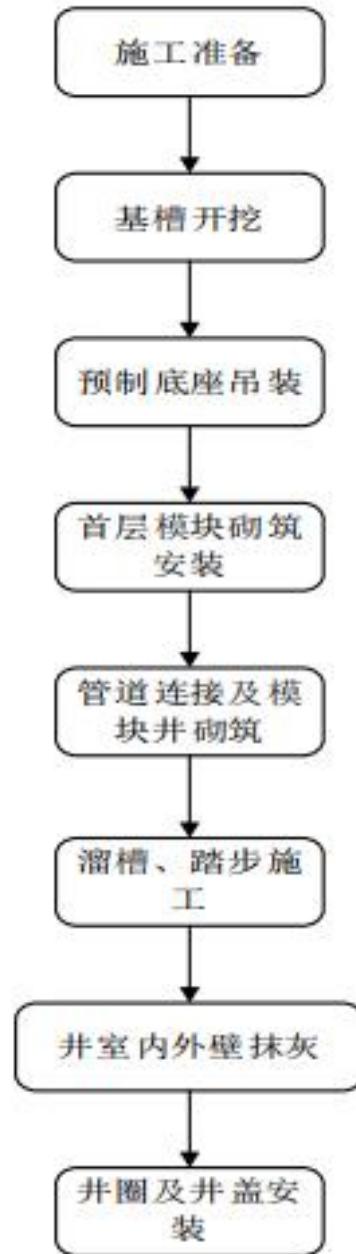 施工准备
基槽开挖
预制底座吊装
首层模块砌筑
安装
管道连接及模
块井砌筑
溜槽、踏步施
工
井室内外壁抹灰
井圈及井盖安
装